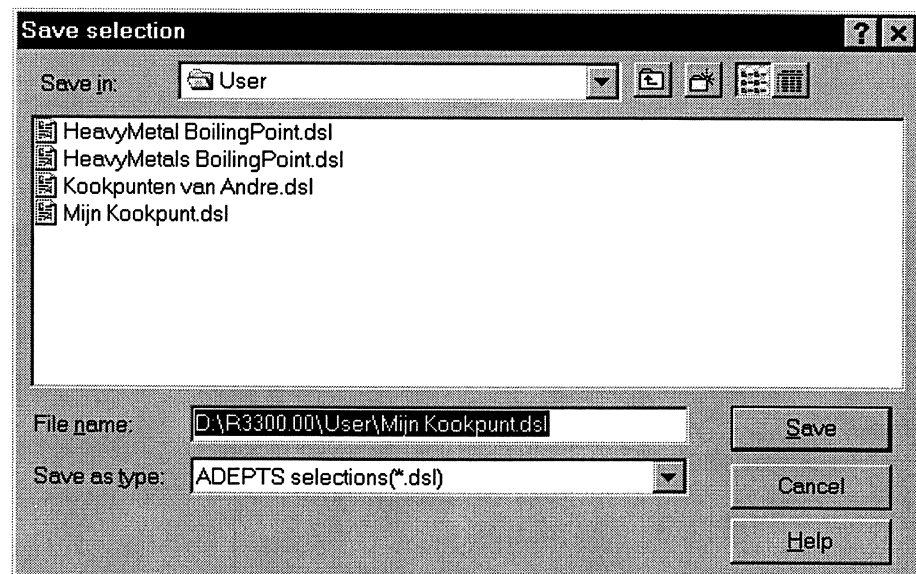 Save selection
Save in:
User
HeavyMetal BoilingPoint.dsl
HeavyMetals BoilingPoint.dsl
Kookpunten van Andre.dsl
Mijn Kookpunt.dsl
File name:
D:\R3300.00\User\Mijn Kookpunt.dsl
Save
Save as type:
ADEPTS selections(*.dsl)
Cancel
Help